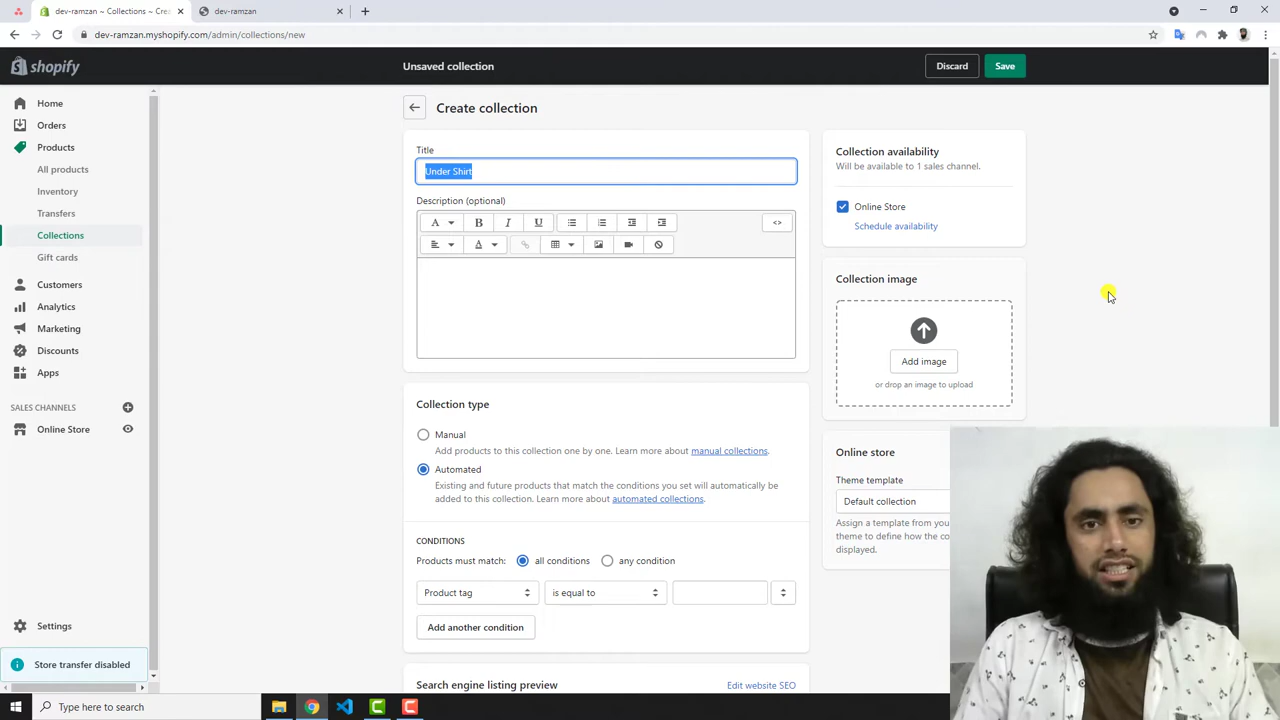 dev-ramzan ~ Collections ~ Cre
dev-ramzan
dev-ramzan.myshopify.com/admin/collections/new
shopify
Unsaved collection
Discard
Save
Home
Orders
Products
All products
Inventory
Transfers
Collections
Gift cards
Customers
Analytics
Marketing
Discounts
Apps
SALES CHANNELS
Online Store
Settings
Store transfer disabled
Create collection
Title
Under Shirt
Description (optional)
A
B
I
U
<>
A
Collection type
Manual
Add products to this collection one by one. Learn more about manual collections.
Automated
Existing and future products that match the conditions you set will automatically be
added to this collection. Learn more about automated collections.
CONDITIONS
Products must match:
all conditions
any condition
Product tag
is equal to
Add another condition
Search engine listing preview
Edit website SEO
Collection availability
Will be available to 1 sales channel.
Online Store
Schedule availability
Collection image
Add image
or drop an image to upload
Online store
Theme template
Default collection
Assign a template from you
theme to define how the co
displayed.
Type here to search